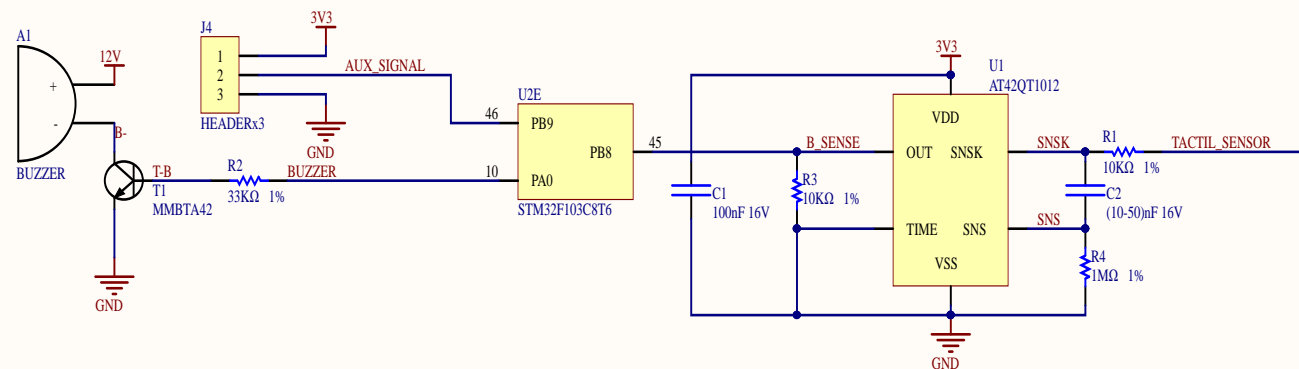 A1
12V
+
-
B-
BUZZER
T-B
T1
MMBTA42
GND
R2
33KΩ 1%
BUZZER
J4
1
2
3
HEADERx3
3V3
AUX_SIGNAL
GND
U2E
46
PB9
PB8
45
10
PA0
STM32F103C8T6
3V3
C1
100nF 16V
B_SENSE
R3
10KΩ 1%
U1
AT42QT1012
VDD
OUT
SNSK
TIME
SNS
VSS
GND
SNSK
R1
10KΩ 1%
TACTIL_SENSOR
C2
(10-50)nF 16V
SNS
R4
1MΩ 1%